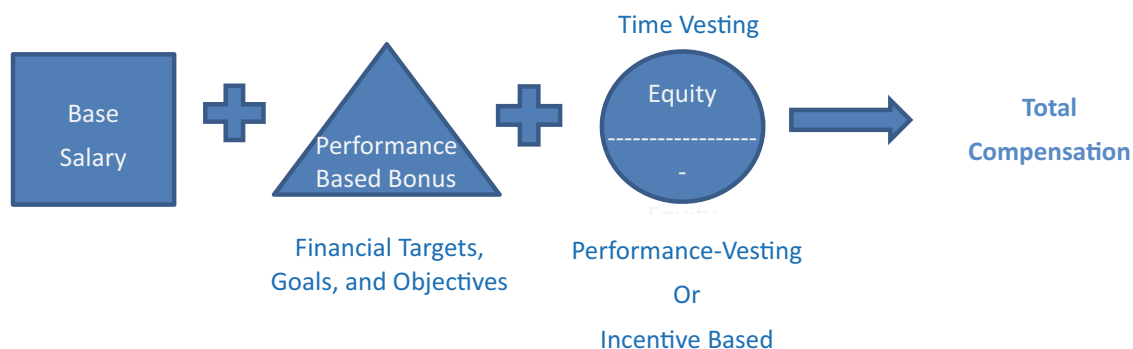 Time Vesting
Base
Salary
Performance
Based Bonus
Equity
--------------------
-
Equity
Total
Compensation
Financial Targets,
Goals, and Objectives
Performance-Vesting
Or
Incentive Based